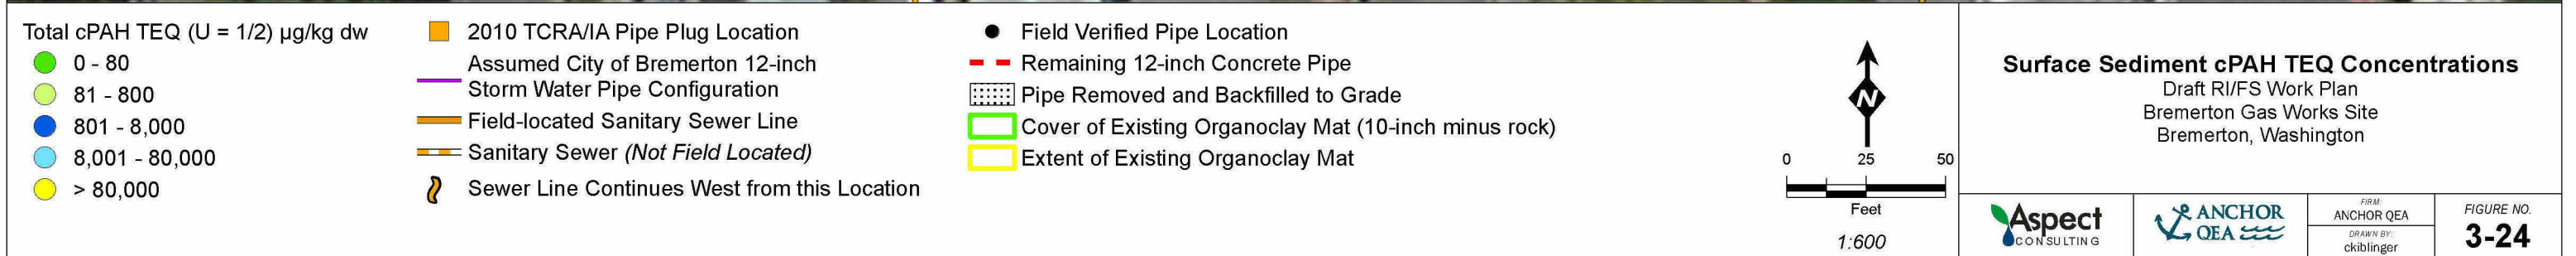 Total cPAH TEQ (U = 1/2) µg/kg dw
0 - 80
81 - 800
801 - 8,000
8,001 - 80,000
> 80,000
2010 TCRA/IA Pipe Plug Location
Assumed City of Bremerton 12-inch
Storm Water Pipe Configuration
Field-located Sanitary Sewer Line
Sanitary Sewer (Not Field Located)
Sewer Line Continues West from this Location
Field Verified Pipe Location
Remaining 12-inch Concrete Pipe
Pipe Removed and Backfilled to Grade
Cover of Existing Organoclay Mat (10-inch minus rock)
Extent of Existing Organoclay Mat
N
0 25 50
Feet
1:600
Surface Sediment cPAH TEQ Concentrations
Draft RI/FS Work Plan
Bremerton Gas Works Site
Bremerton, Washington
Aspect
CONSULTING
ANCHOR
QEA
FIRM:
ANCHOR QEA
DRAWN BY:
ckiblinger
FIGURE NO.
3-24